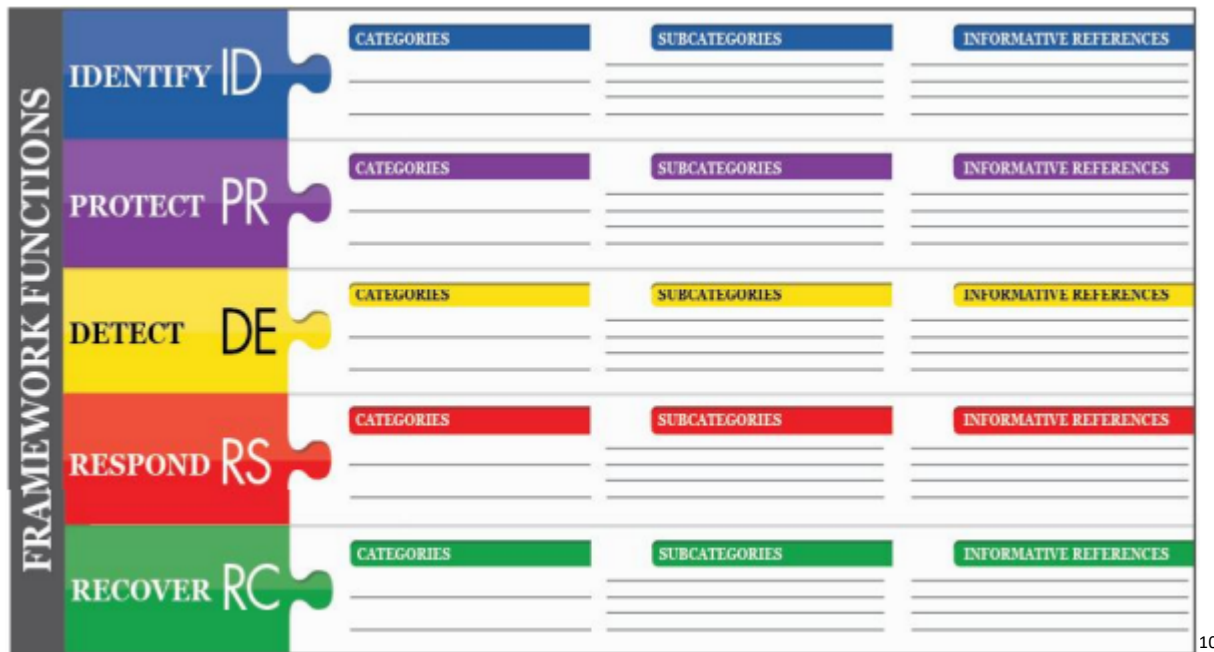 FRAMEWORK FUNCTIONS
IDENTIFY ID
CATEGORIES SUBCATEGORIES INFORMATIVE REFERENCES
PROTECT PR
CATEGORIES SUBCATEGORIES INFORMATIVE REFERENCES
DETECT DE
CATEGORIES SUBCATEGORIES INFORMATIVE REFERENCES
RESPOND RS
CATEGORIES SUBCATEGORIES INFORMATIVE REFERENCES
RECOVER RC
CATEGORIES SUBCATEGORIES INFORMATIVE REFERENCES
10